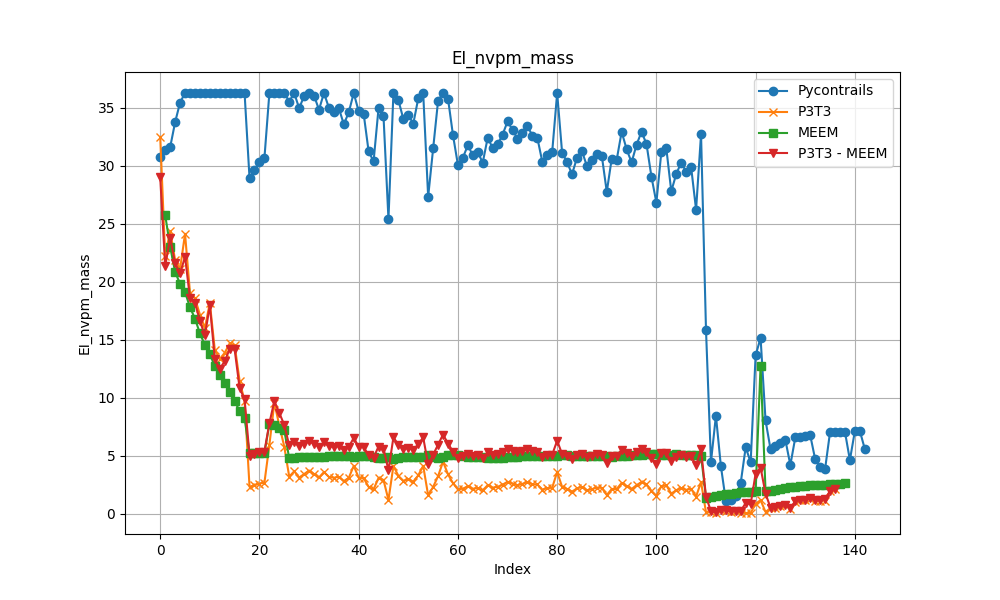 EI_nvpm_mass
Pycontrails
P3T3
MEEM
P3T3 - MEEM
EI_nvpm_mass
35
30
25
20
15
10
5
0
0 20 40 60 80 100 120 140
Index